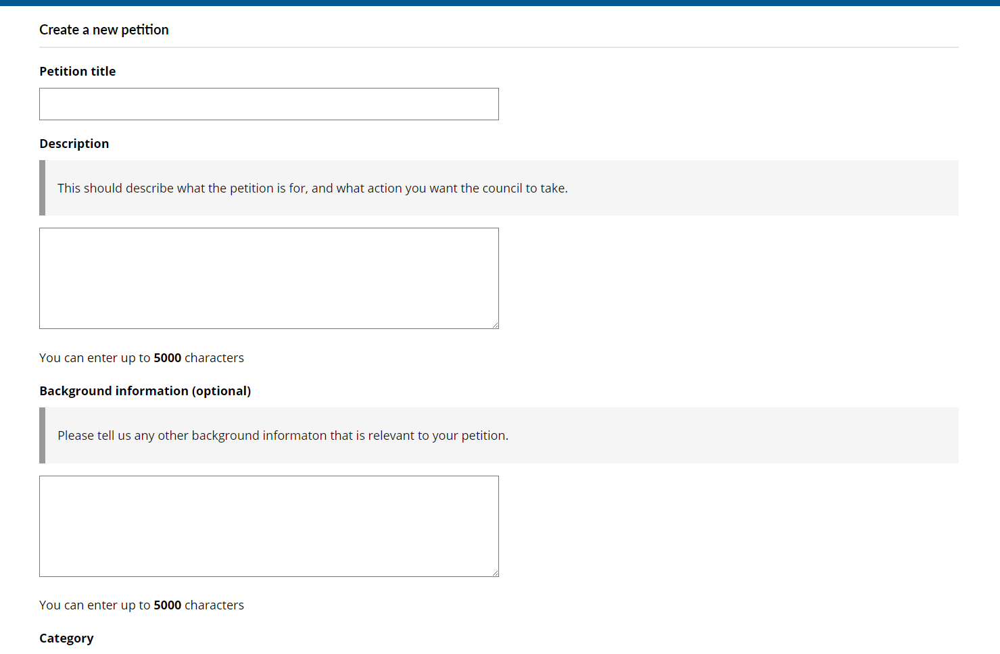 Create a new petition
Petition title
Description
This should describe what the petition is for, and what action you want the council to take.
You can enter up to 5000 characters
Background information (optional)
Please tell us any other background informaton that is relevant to your petition.
You can enter up to 5000 characters
Category